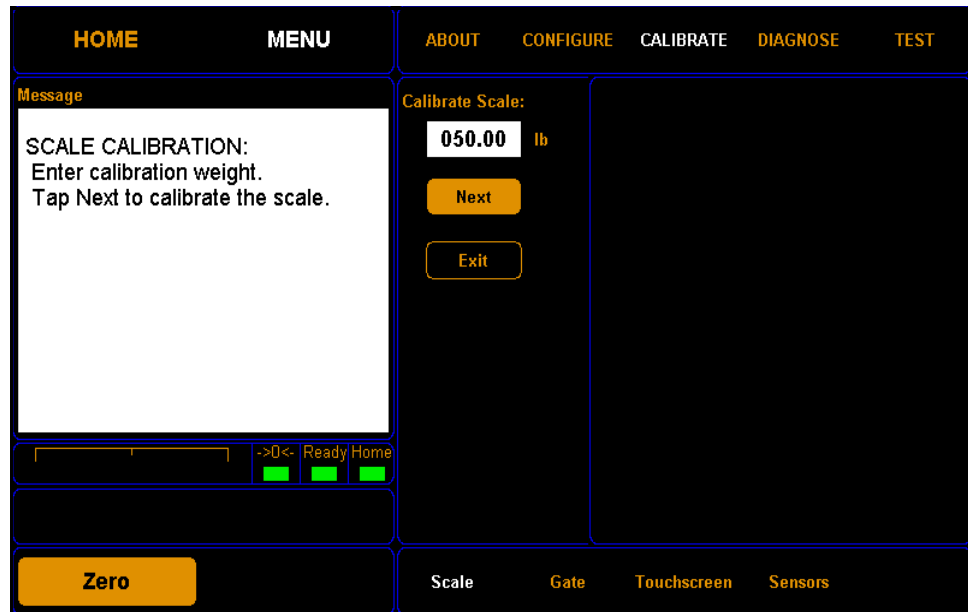 HOME MENU ABOUT CONFIGURE CALIBRATE DIAGNOSE TEST
Message
SCALE CALIBRATION:
Enter calibration weight.
Tap Next to calibrate the scale.
Calibrate Scale:
050.00 lb
Next
Exit
->0<- Ready Home
Zero
Scale Gate Touchscreen Sensors